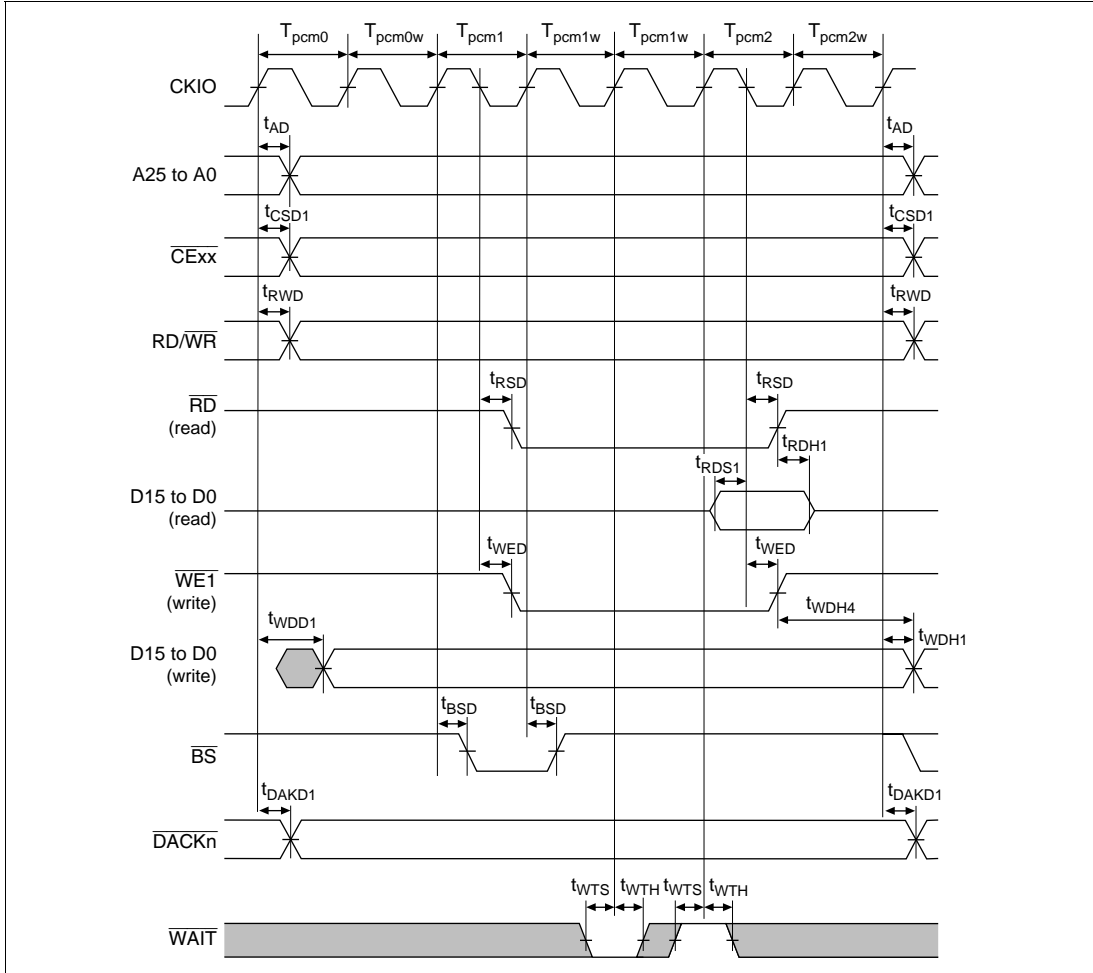 Tpcm0 Tpcm0w Tpcm1 Tpcm1w Tpcm1w Tpcm2 Tpcm2w
CKIO
tAD tAD
A25 to A0
tCSD1 tCSD1
CExx
tRWD tRWD
RD/WR
tRSD tRSD
RD
(read)
tRDH1
tRDS1
D15 to D0
(read)
tWED tWED
WE1
(write)
tWDH4
tWDD1
tWDH1
D15 to D0
(write)
tBSD tBSD
BS
tDAKD1 tDAKD1
DACKn
tWTS tWTH tWTS tWTH
WAIT